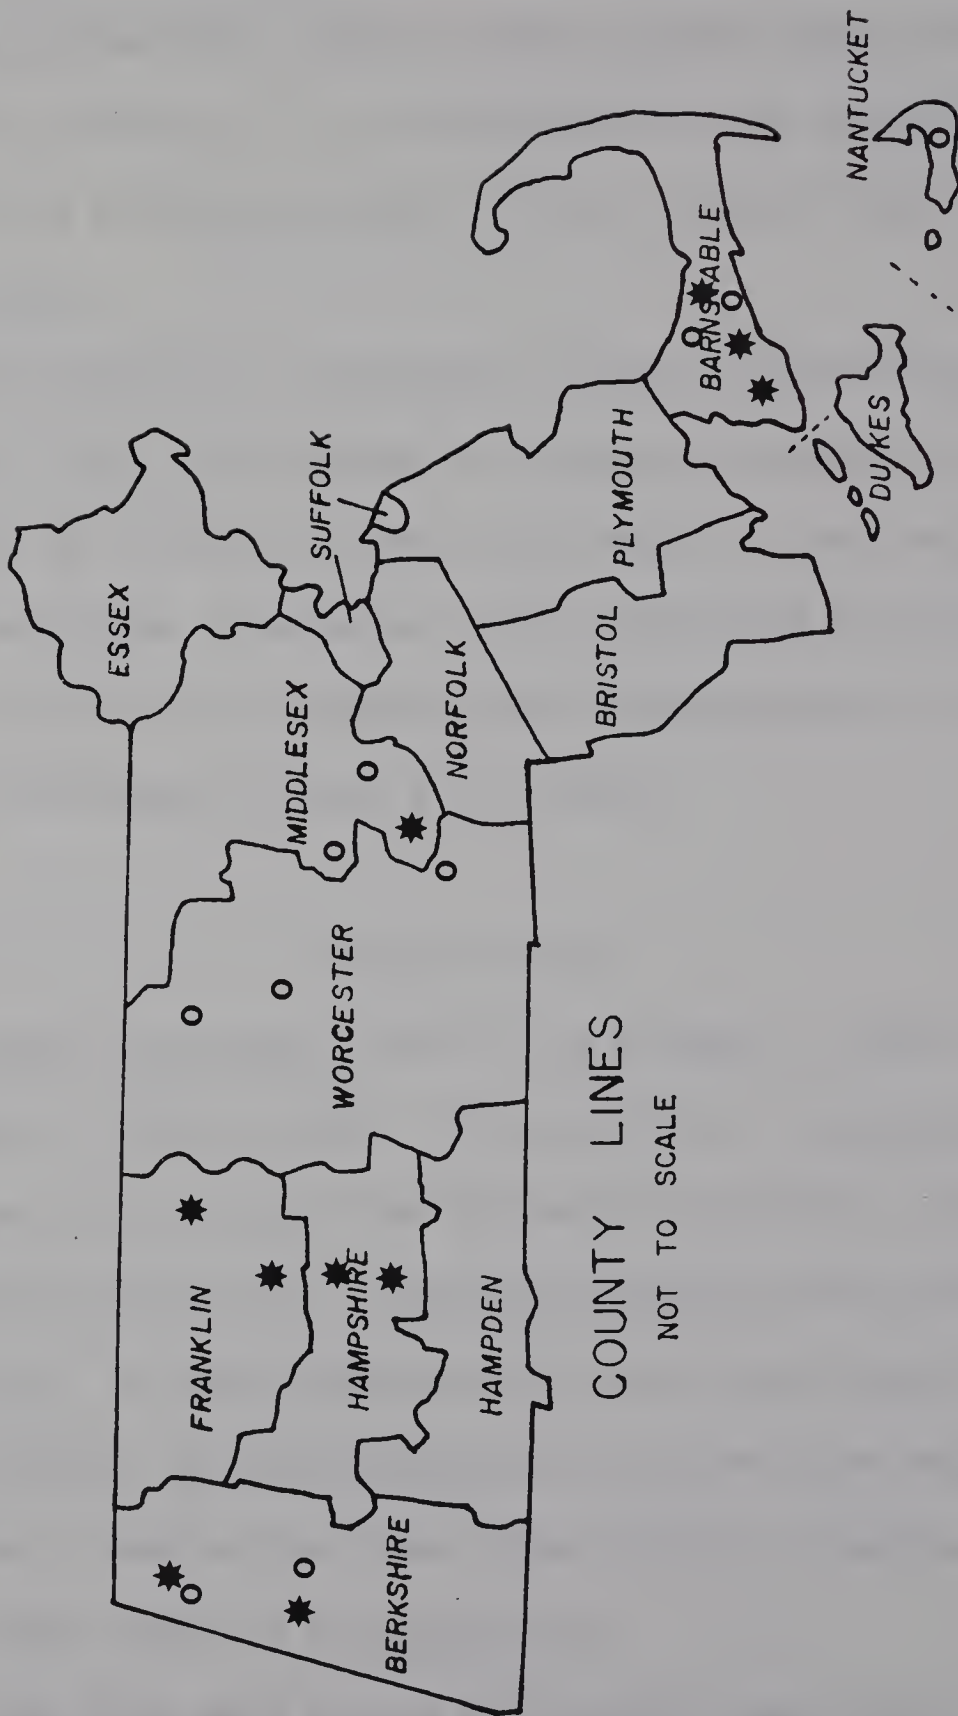 ESSEX
MIDDLESEX
SUFFOLK
FRANKLIN
WORCESTER
NORFOLK
HAMPSHIRE
BERKSHIRE
HAMPDEN
PLYMOUTH
BRISTOL
BARNSTABLE
DUKES
NANTUCKET
COUNTY LINES
NOT TO SCALE